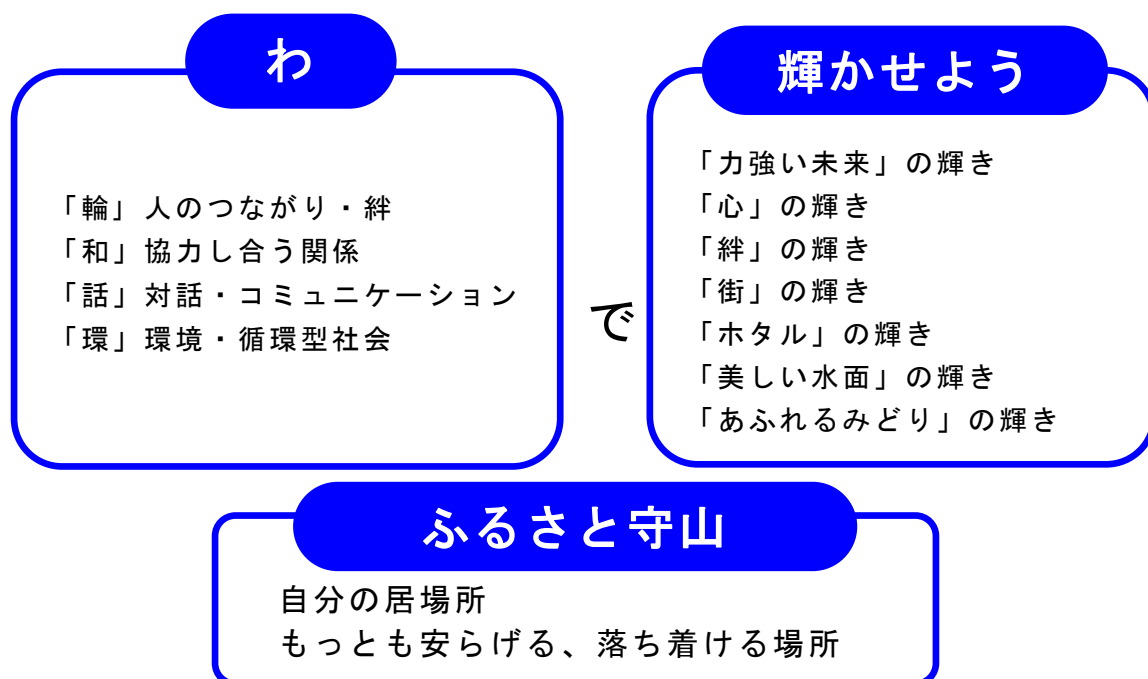 わ
「輪」人のつながり・絆
「和」協力し合う関係
「話」対話・コミュニケーション
「環」環境・循環型社会
で
輝かせよう
「力強い未来」の輝き
「心」の輝き
「絆」の輝き
「街」の輝き
「ホタル」の輝き
「美しい水面」の輝き
「あふれるみどり」の輝き
ふるさと守山
自分の居場所
もっとも安らげる、落ち着ける場所